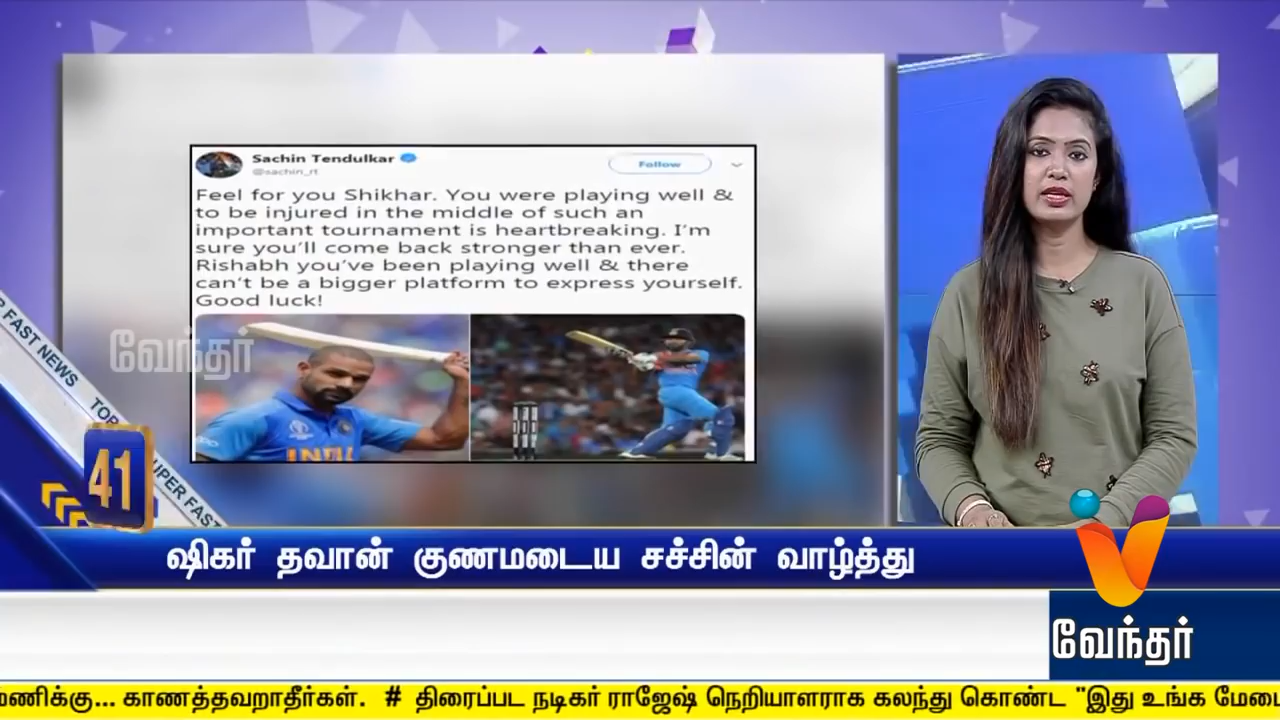 Sachin Tendulkar
@sachin_rt
Follow
Feel for you Shikhar. You were playing well &
to be injured in the middle of such an
important tournament is heartbreaking. I'm
sure you'll come back stronger than ever.
Rishabh you've been playing well & there
can't be a bigger platform to express yourself.
Good luck!
வேந்தர்
FAST NEWS
TOP
SUPER FAST
41
ஷிகர் தவான் குணமடைய சச்சின் வாழ்த்து
வேந்தர்
காணத்தவறாதீர்கள். # திரைப்பட நடிகர் ராஜேஷ் நெறியாளராக கலந்து கொண்ட "இது உங்க